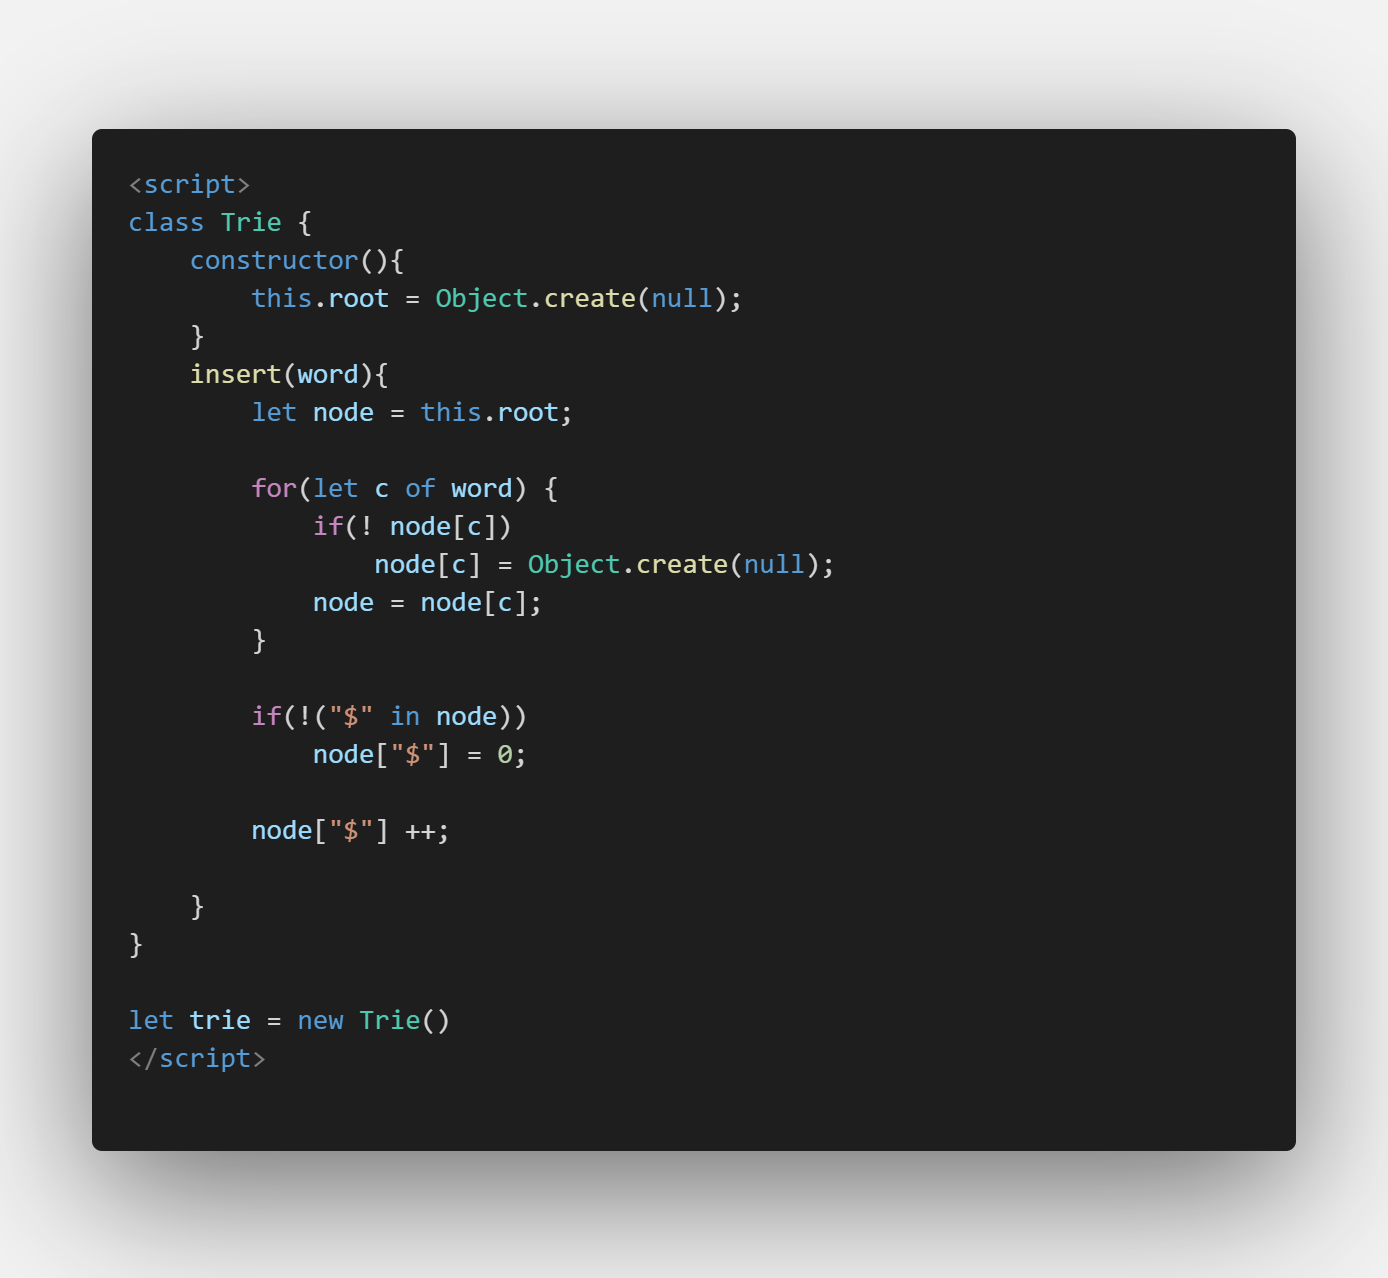 <script>
class Trie {
    constructor(){
        this.root = Object.create(null);
    }
    insert(word){
        let node = this.root;

        for(let c of word) {
            if(! node[c])
                node[c] = Object.create(null);
            node = node[c];
        }

        if(!("$" in node))
            node["$"] = 0;

        node["$"] ++;

    }
}

let trie = new Trie()
</script>